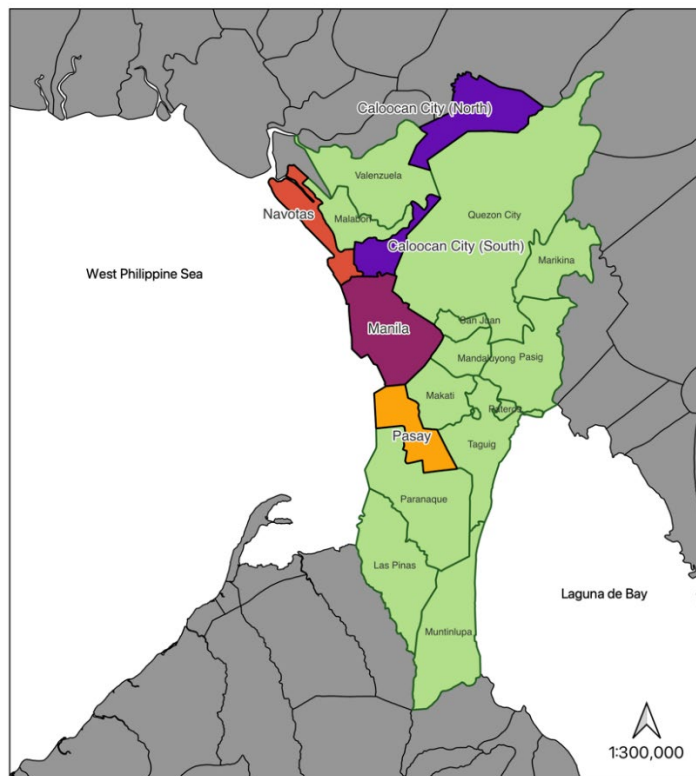 Caloocan City (North)
Valenzuela
Navotas
Malabon
Quezon City
Caloocan City (South)
Marikina
West Philippine Sea
San Juan
Manila
Mandaluyong
Pasig
Makati
Pateros
Pasay
Taguig
Paranaque
Las Pinas
Laguna de Bay
Muntinlupa
1:300,000